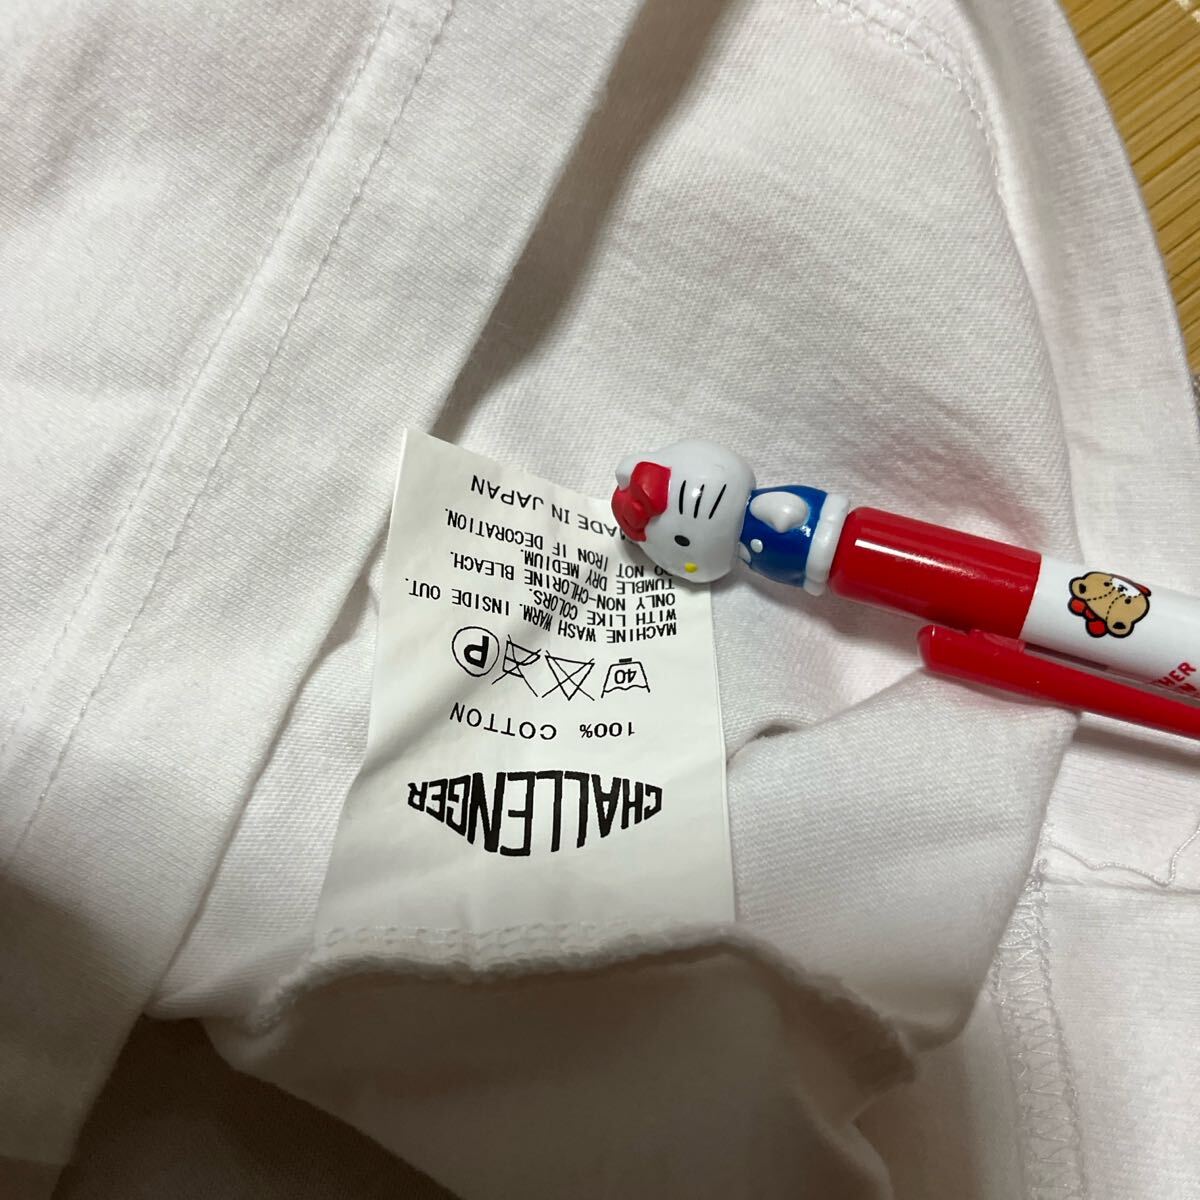 CHALLENGER
100% COTTON
40 P
MACHINE WASH WARM. INSIDE OUT.
WITH LIKE COLORS.
ONLY NON-CHLORINE BLEACH.
TUMBLE DRY MEDIUM.
DO NOT IRON IF DECORATION.
MADE IN JAPAN